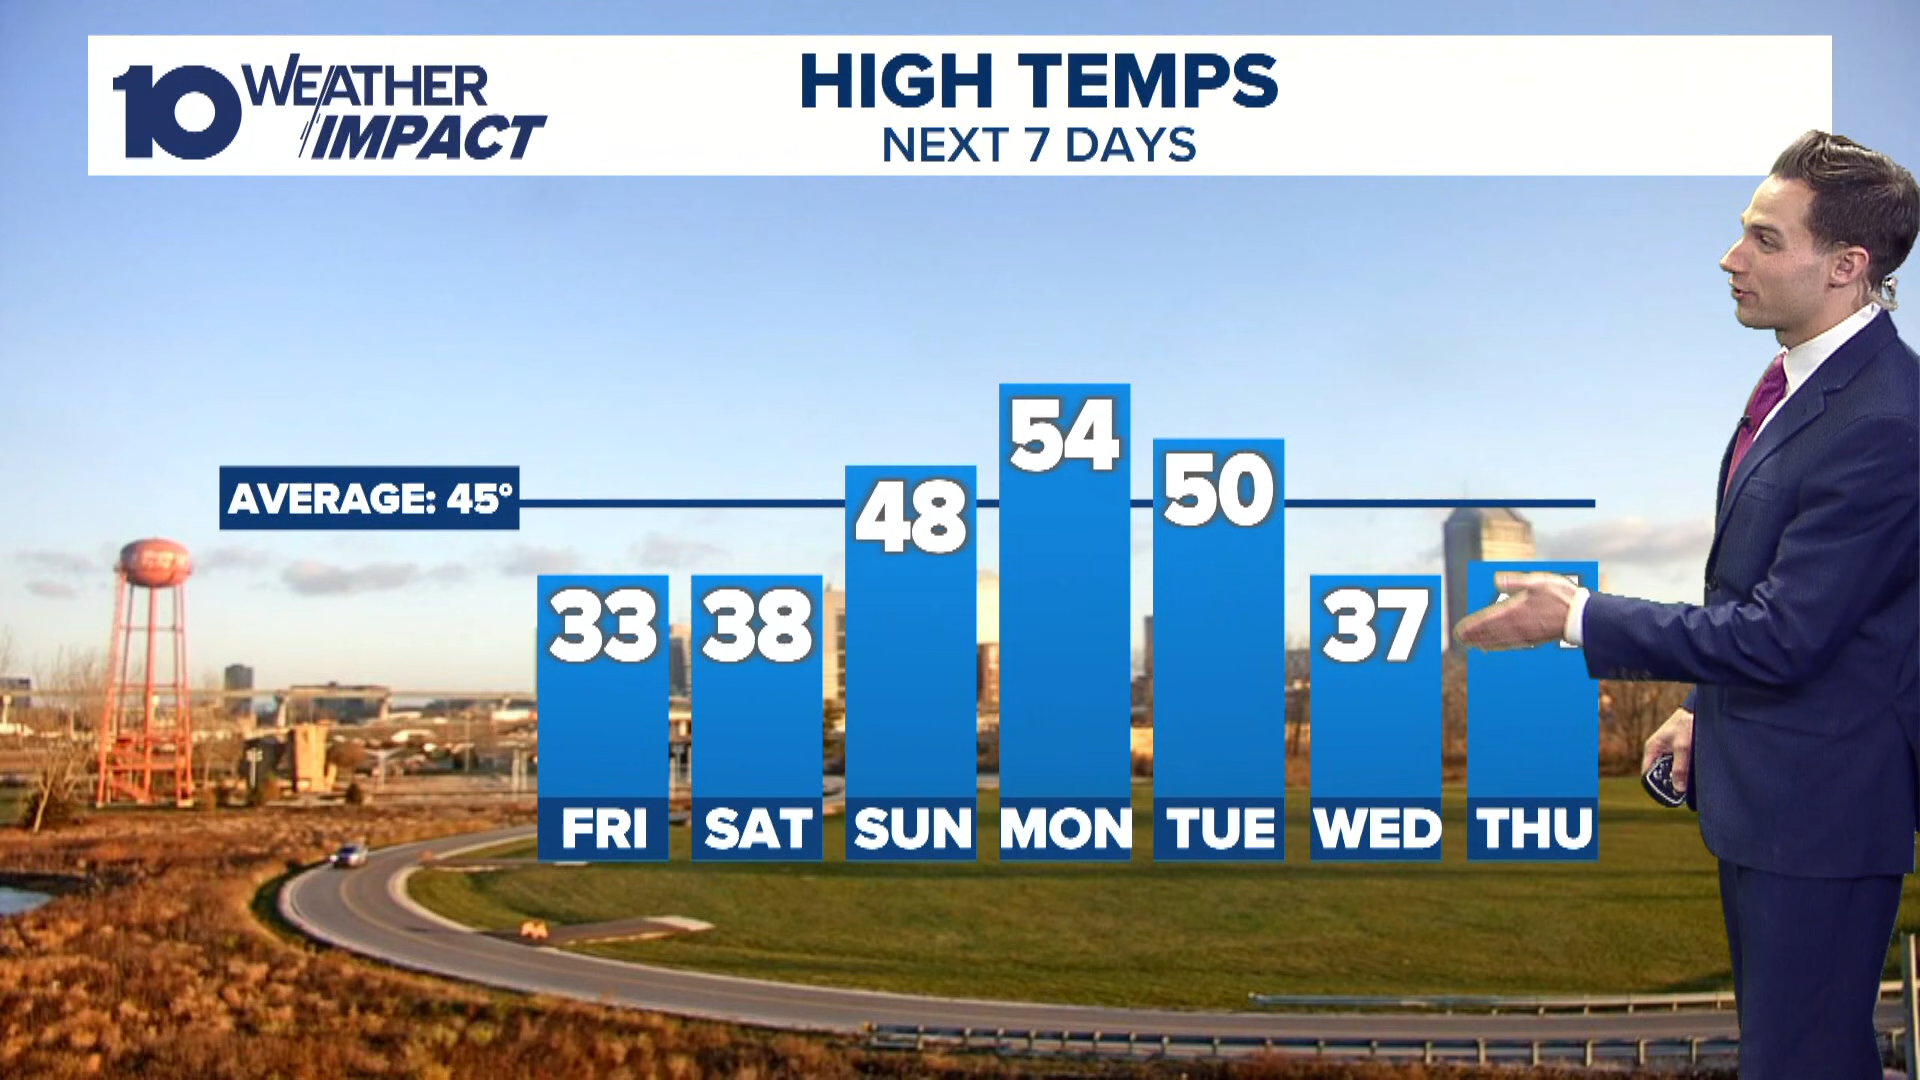 10 WEATHER
IMPACT
HIGH TEMPS
NEXT 7 DAYS
AVERAGE: 45°
33
38
48
54
50
37
FRI
SAT
SUN
MON
TUE
WED
THU